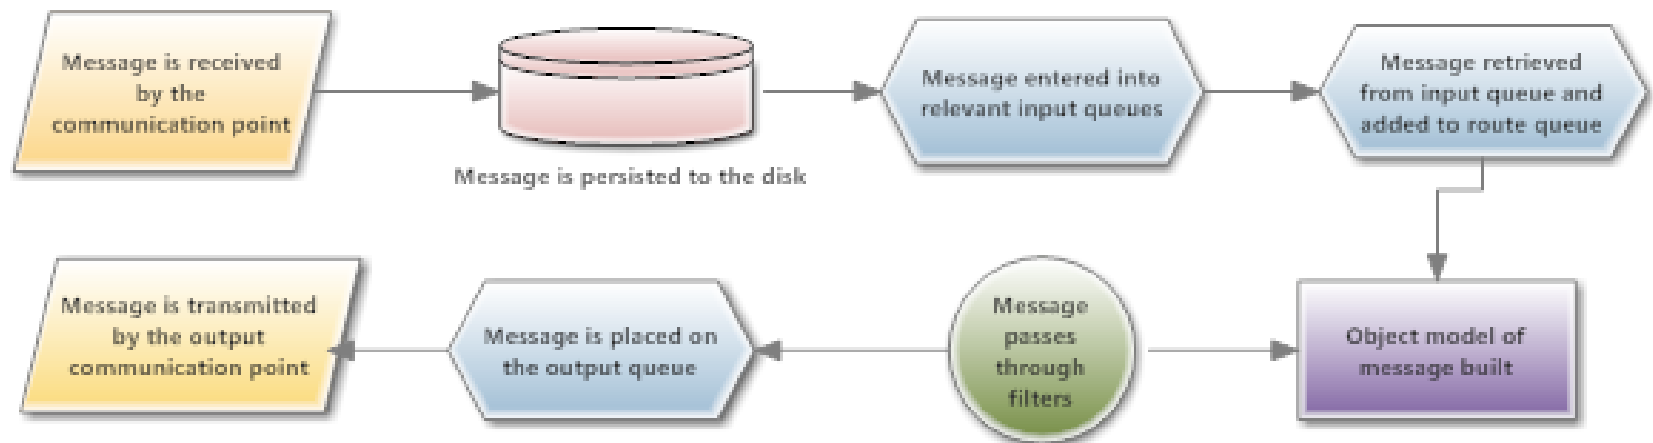 Message is received
by the
communication point
Message is persisted to the disk
Message entered into
relevant input queues
Message retrieved
from input queue and
added to route queue
Object model of
message built
Message
passes
through
filters
Message is placed on
the output queue
Message is transmitted
by the output
communication point